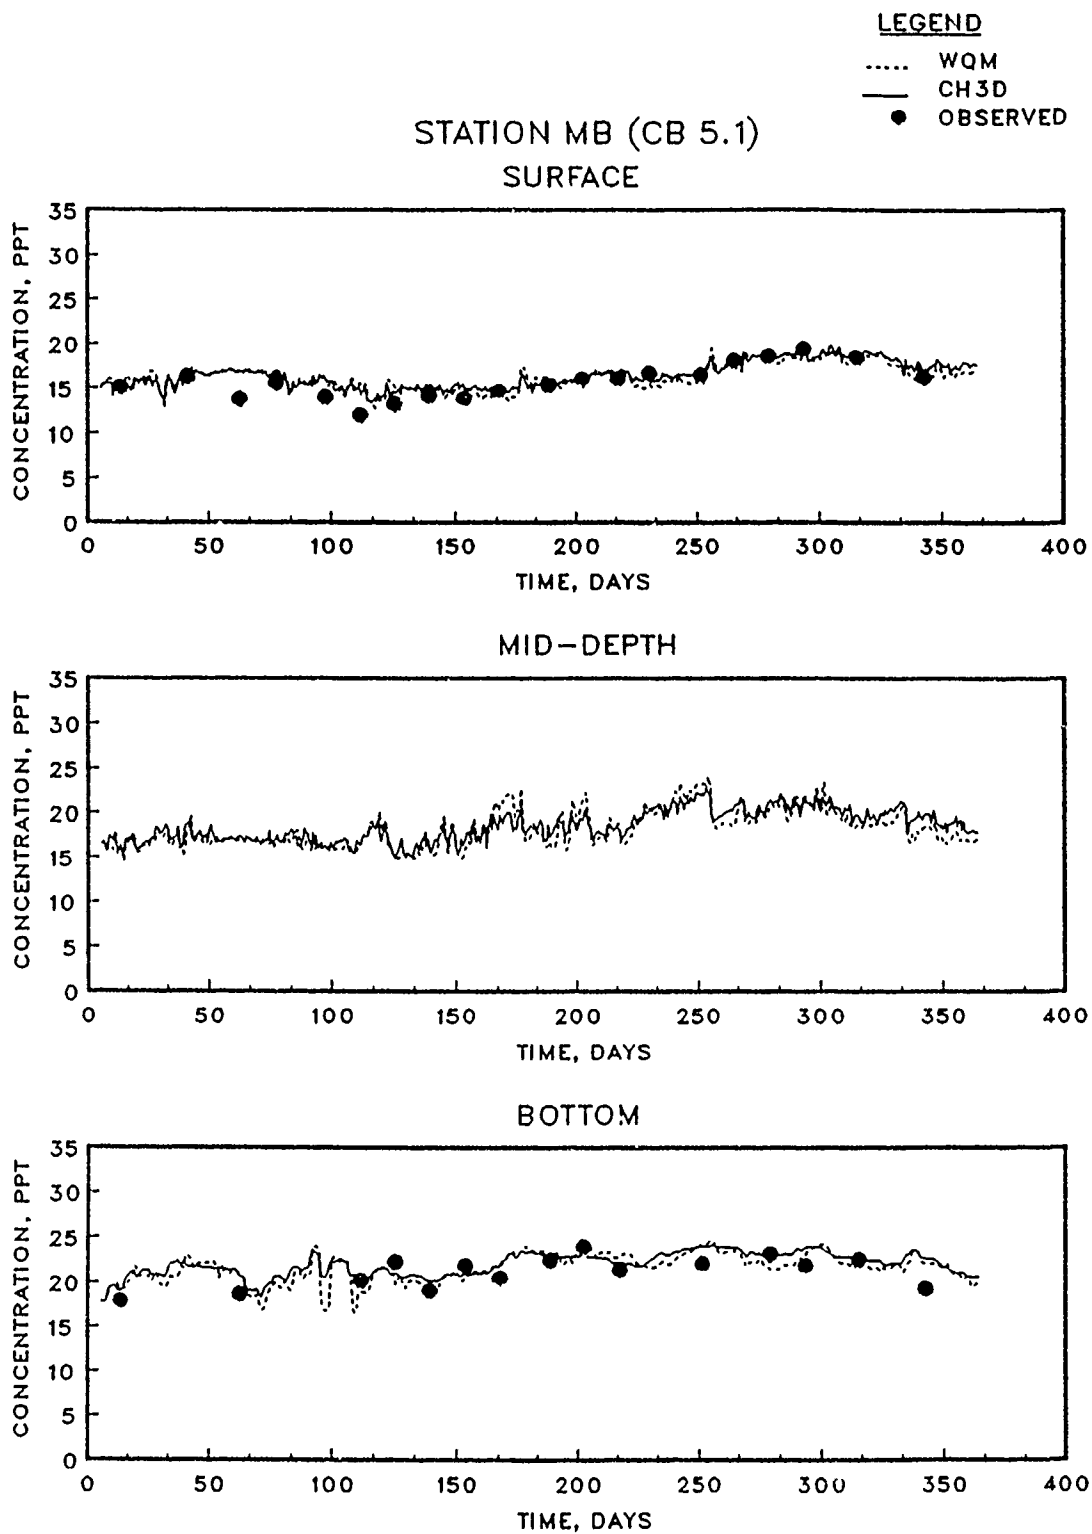 LEGEND
WQM
CH3D
OBSERVED
STATION MB (CB 5.1)
SURFACE
CONCENTRATION, PPT
35
30
25
20
15
10
5
0
0 50 100 150 200 250 300 350 400
TIME, DAYS
MID-DEPTH
CONCENTRATION, PPT
35
30
25
20
15
10
5
0
0 50 100 150 200 250 300 350 400
TIME, DAYS
BOTTOM
CONCENTRATION, PPT
35
30
25
20
15
10
5
0
0 50 100 150 200 250 300 350 400
TIME, DAYS